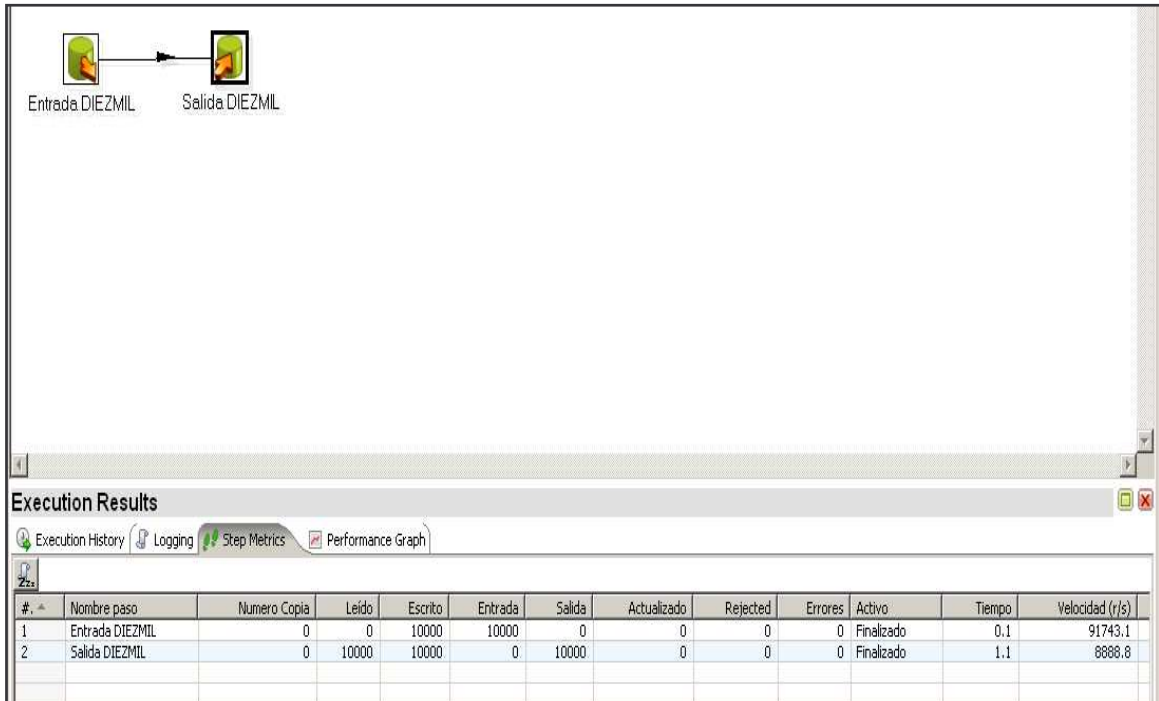 Entrada DIEZMIL Salida DIEZMIL
Execution Results
Execution History Logging Step Metrics Performance Graph
#. Nombre paso Numero Copia Leído Escrito Entrada Salida Actualizado Rejected Errores Activo Tiempo Velocidad (r/s)
1 Entrada DIEZMIL 0 0 10000 10000 0 0 0 0 Finalizado 0.1 91743.1
2 Salida DIEZMIL 0 10000 10000 0 10000 0 0 0 Finalizado 1.1 8888.8